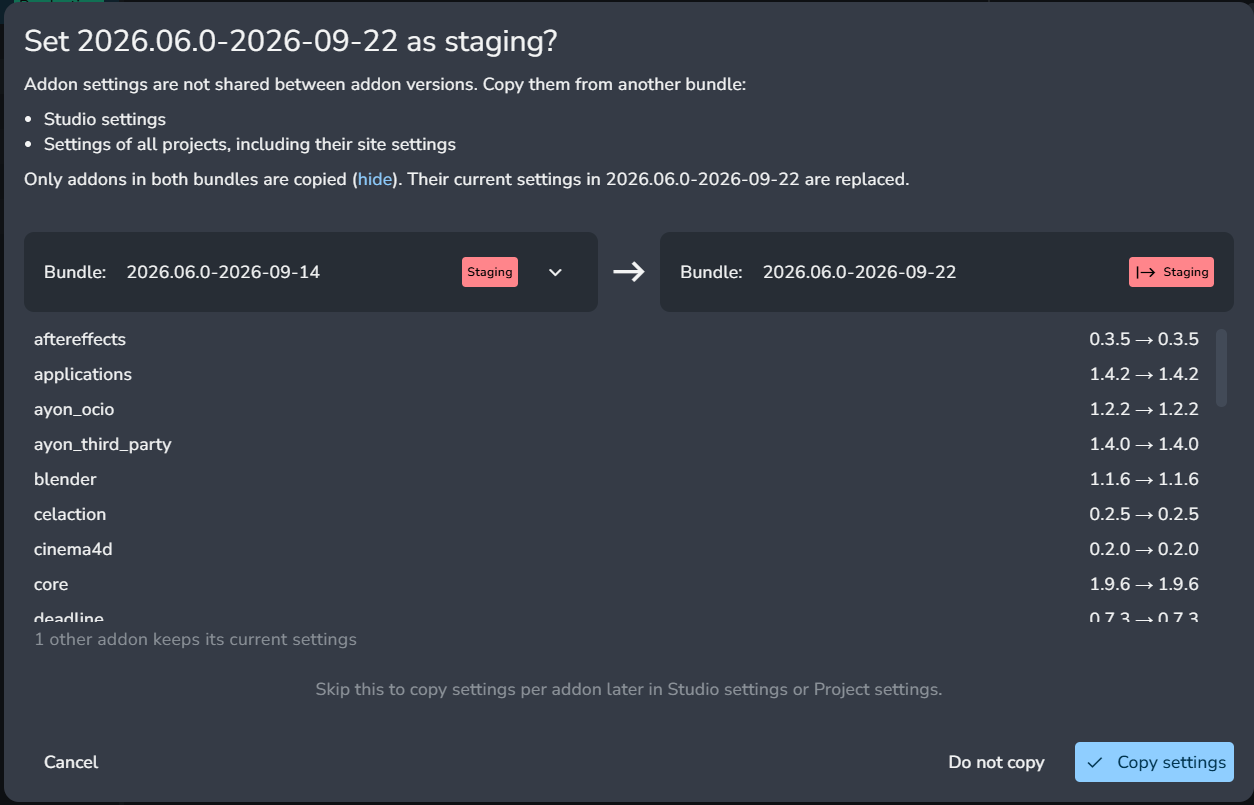 Set 2026.06.0-2026-09-22 as staging?
Addon settings are not shared between addon versions. Copy them from another bundle:
• Studio settings
• Settings of all projects, including their site settings
Only addons in both bundles are copied (hide). Their current settings in 2026.06.0-2026-09-22 are replaced.
Bundle: 2026.06.0-2026-09-14 Staging → Bundle: 2026.06.0-2026-09-22 |→ Staging
aftereffects 0.3.5 → 0.3.5
applications 1.4.2 → 1.4.2
ayon_ocio 1.2.2 → 1.2.2
ayon_third_party 1.4.0 → 1.4.0
blender 1.1.6 → 1.1.6
celaction 0.2.5 → 0.2.5
cinema4d 0.2.0 → 0.2.0
core 1.9.6 → 1.9.6
deadline 0.7.3 → 0.7.3
1 other addon keeps its current settings
Skip this to copy settings per addon later in Studio settings or Project settings.
Cancel Do not copy Copy settings